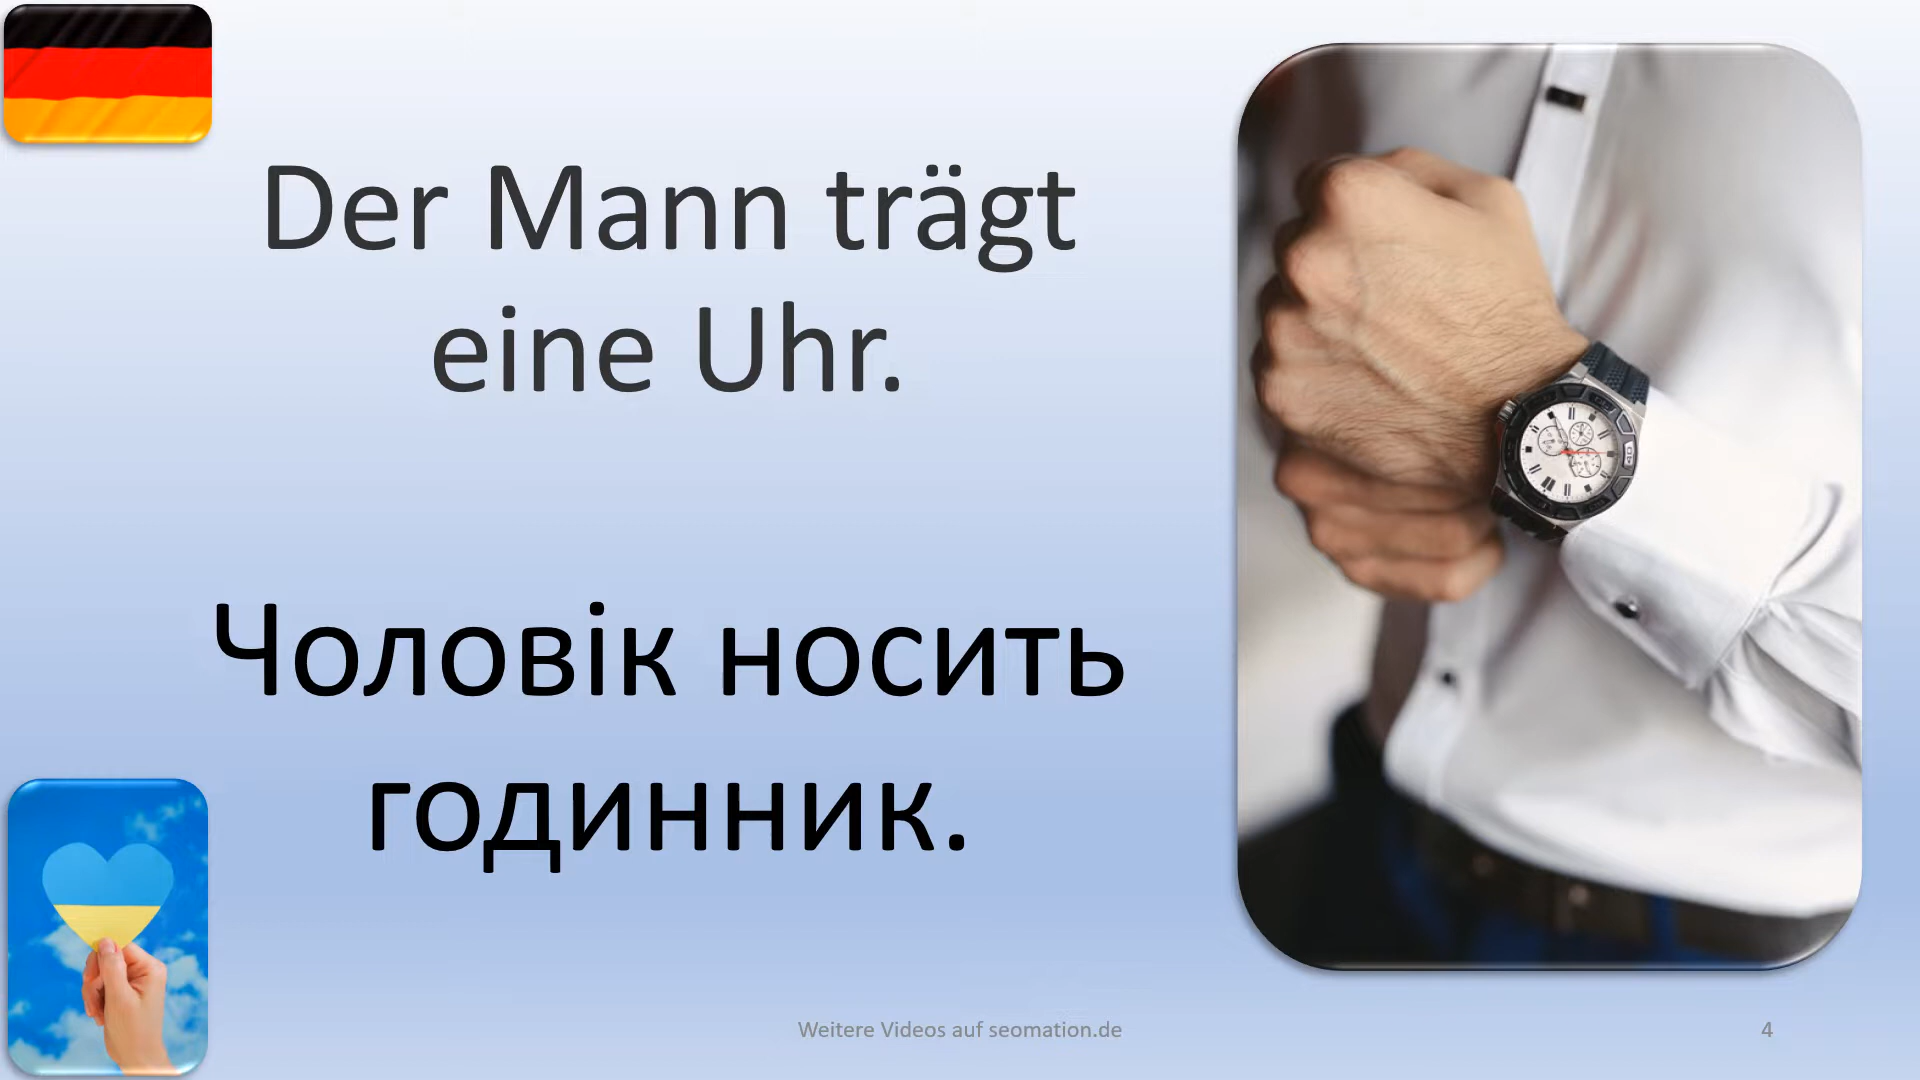 Der Mann trägt
eine Uhr.
Чоловік носить
годинник.
Weitere Videos auf seomation.de
4